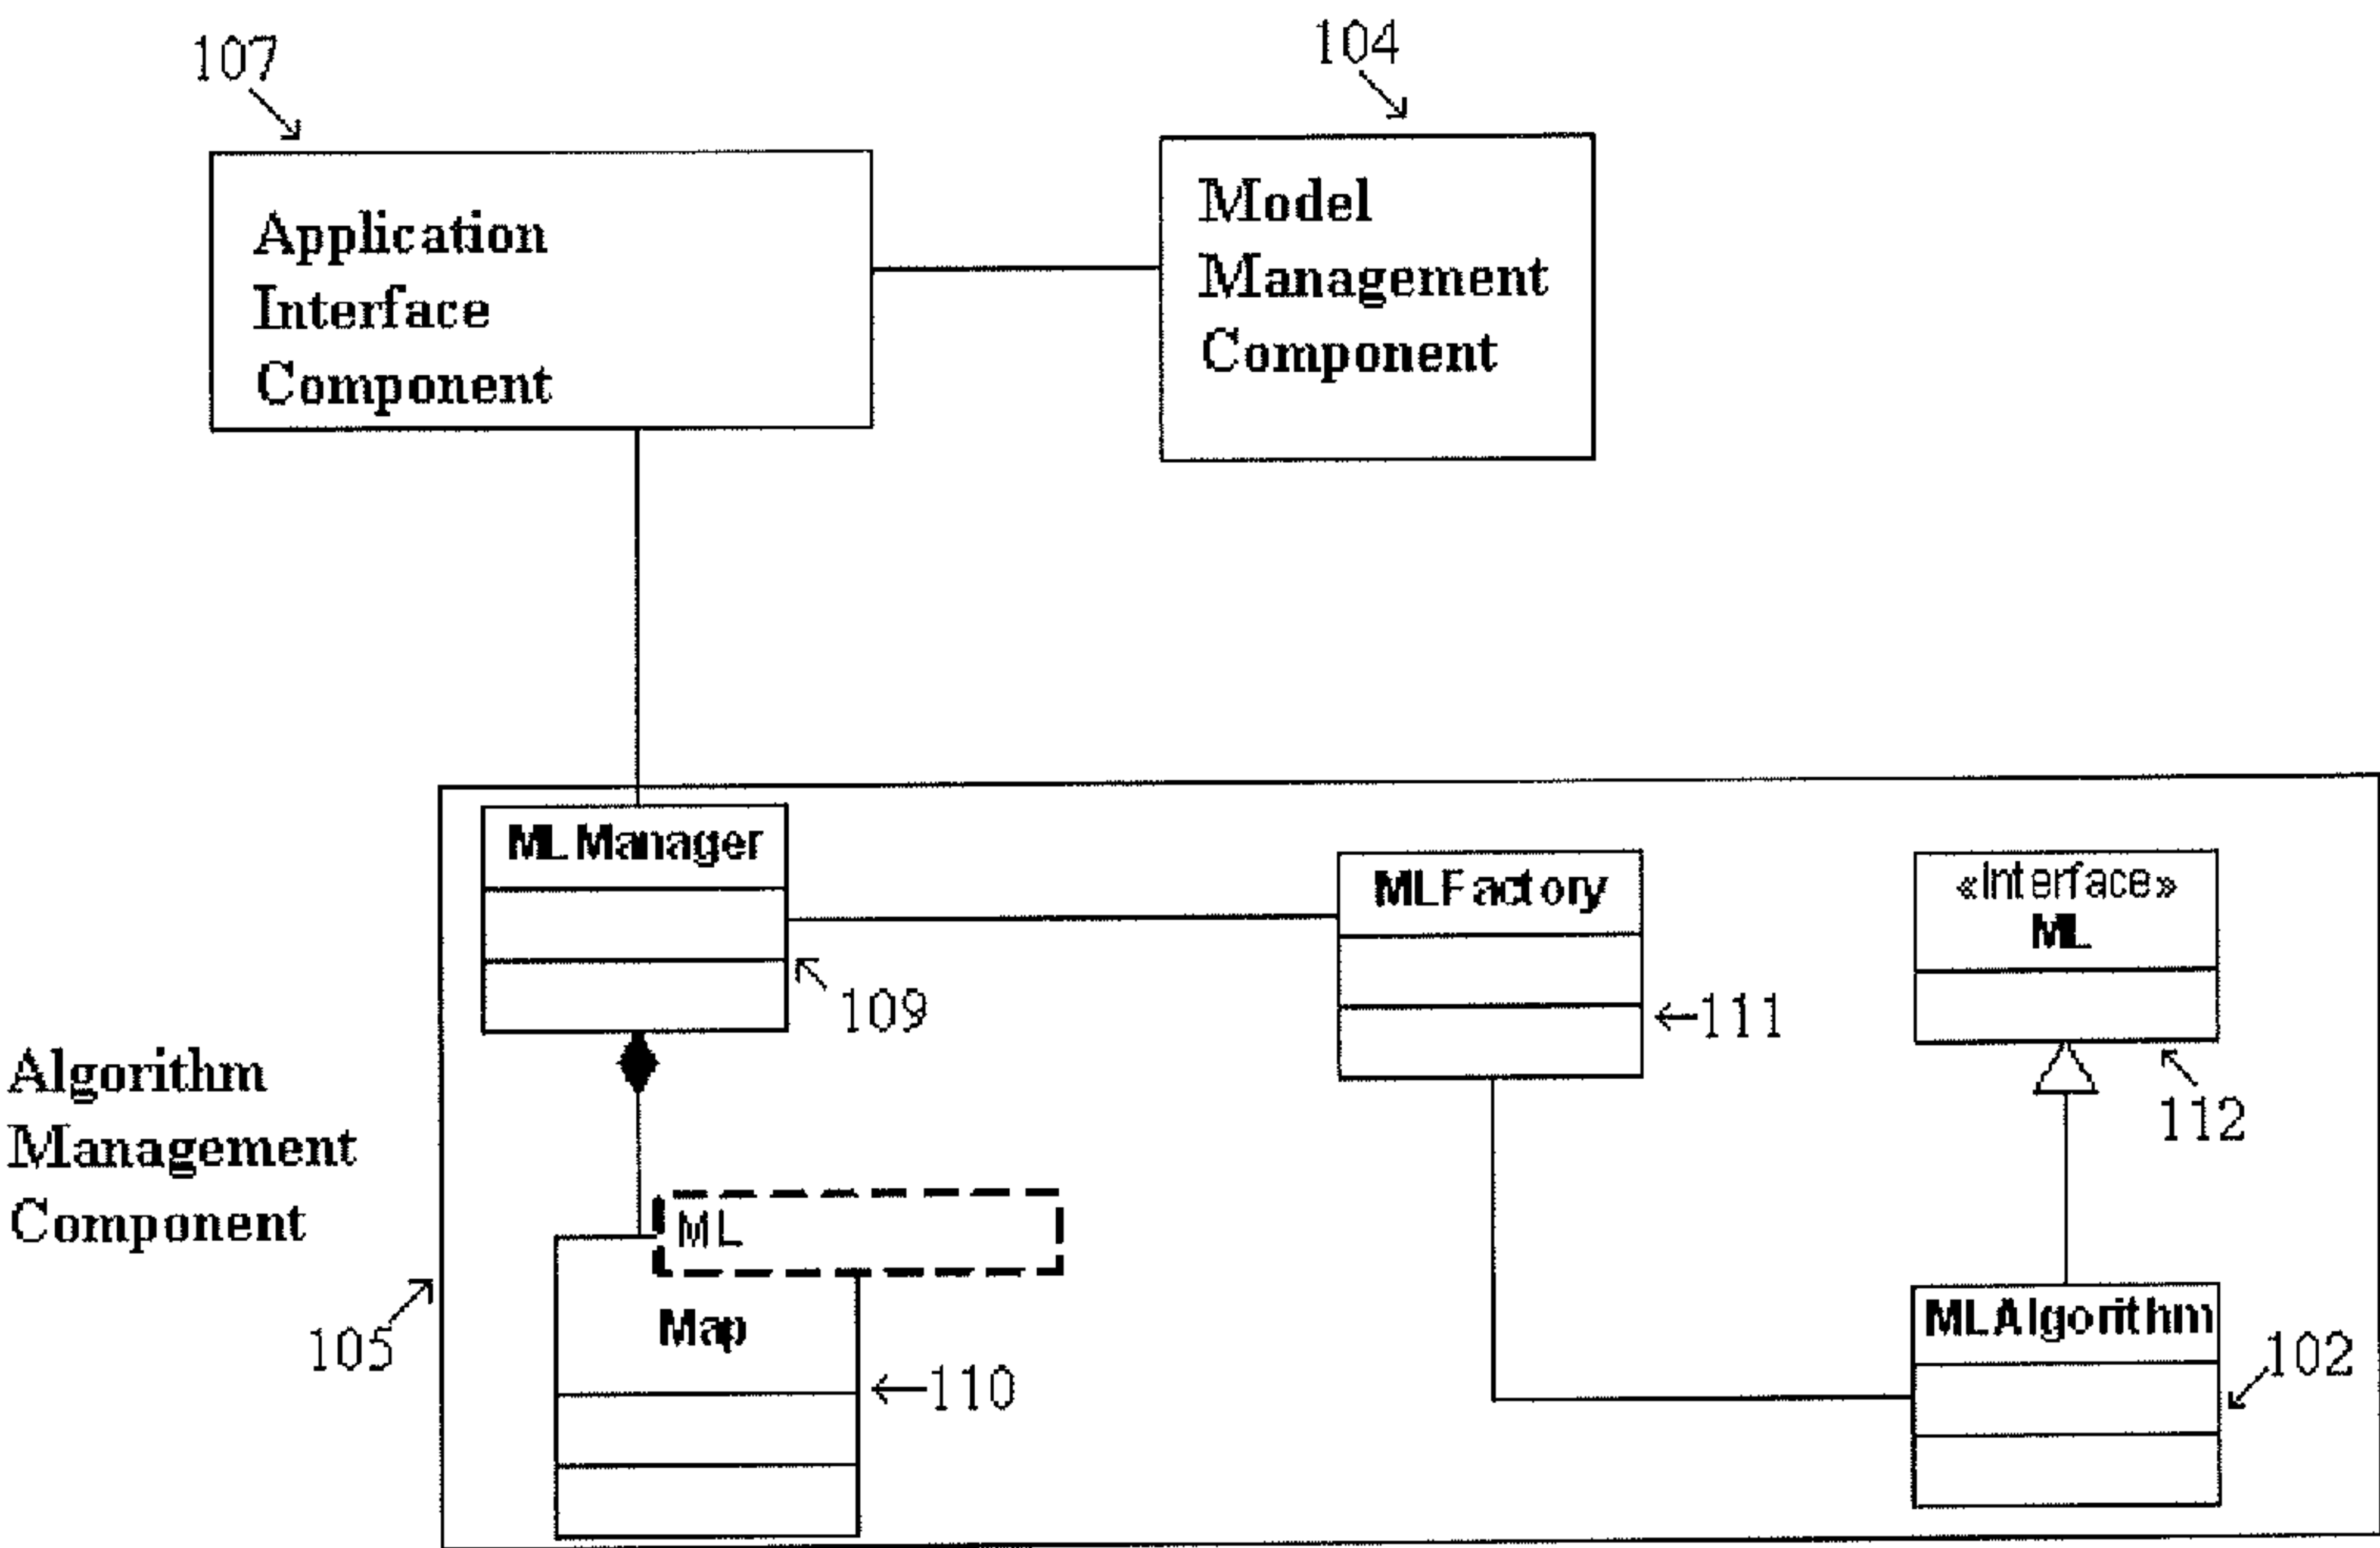 107
104
Application
Interface
Component
Model
Management
Component
MLManager
MLFactory
«Interface»
ML
109
111
112
Algorithm
Management
Component
105
ML
Map
110
MLAlgorithm
102